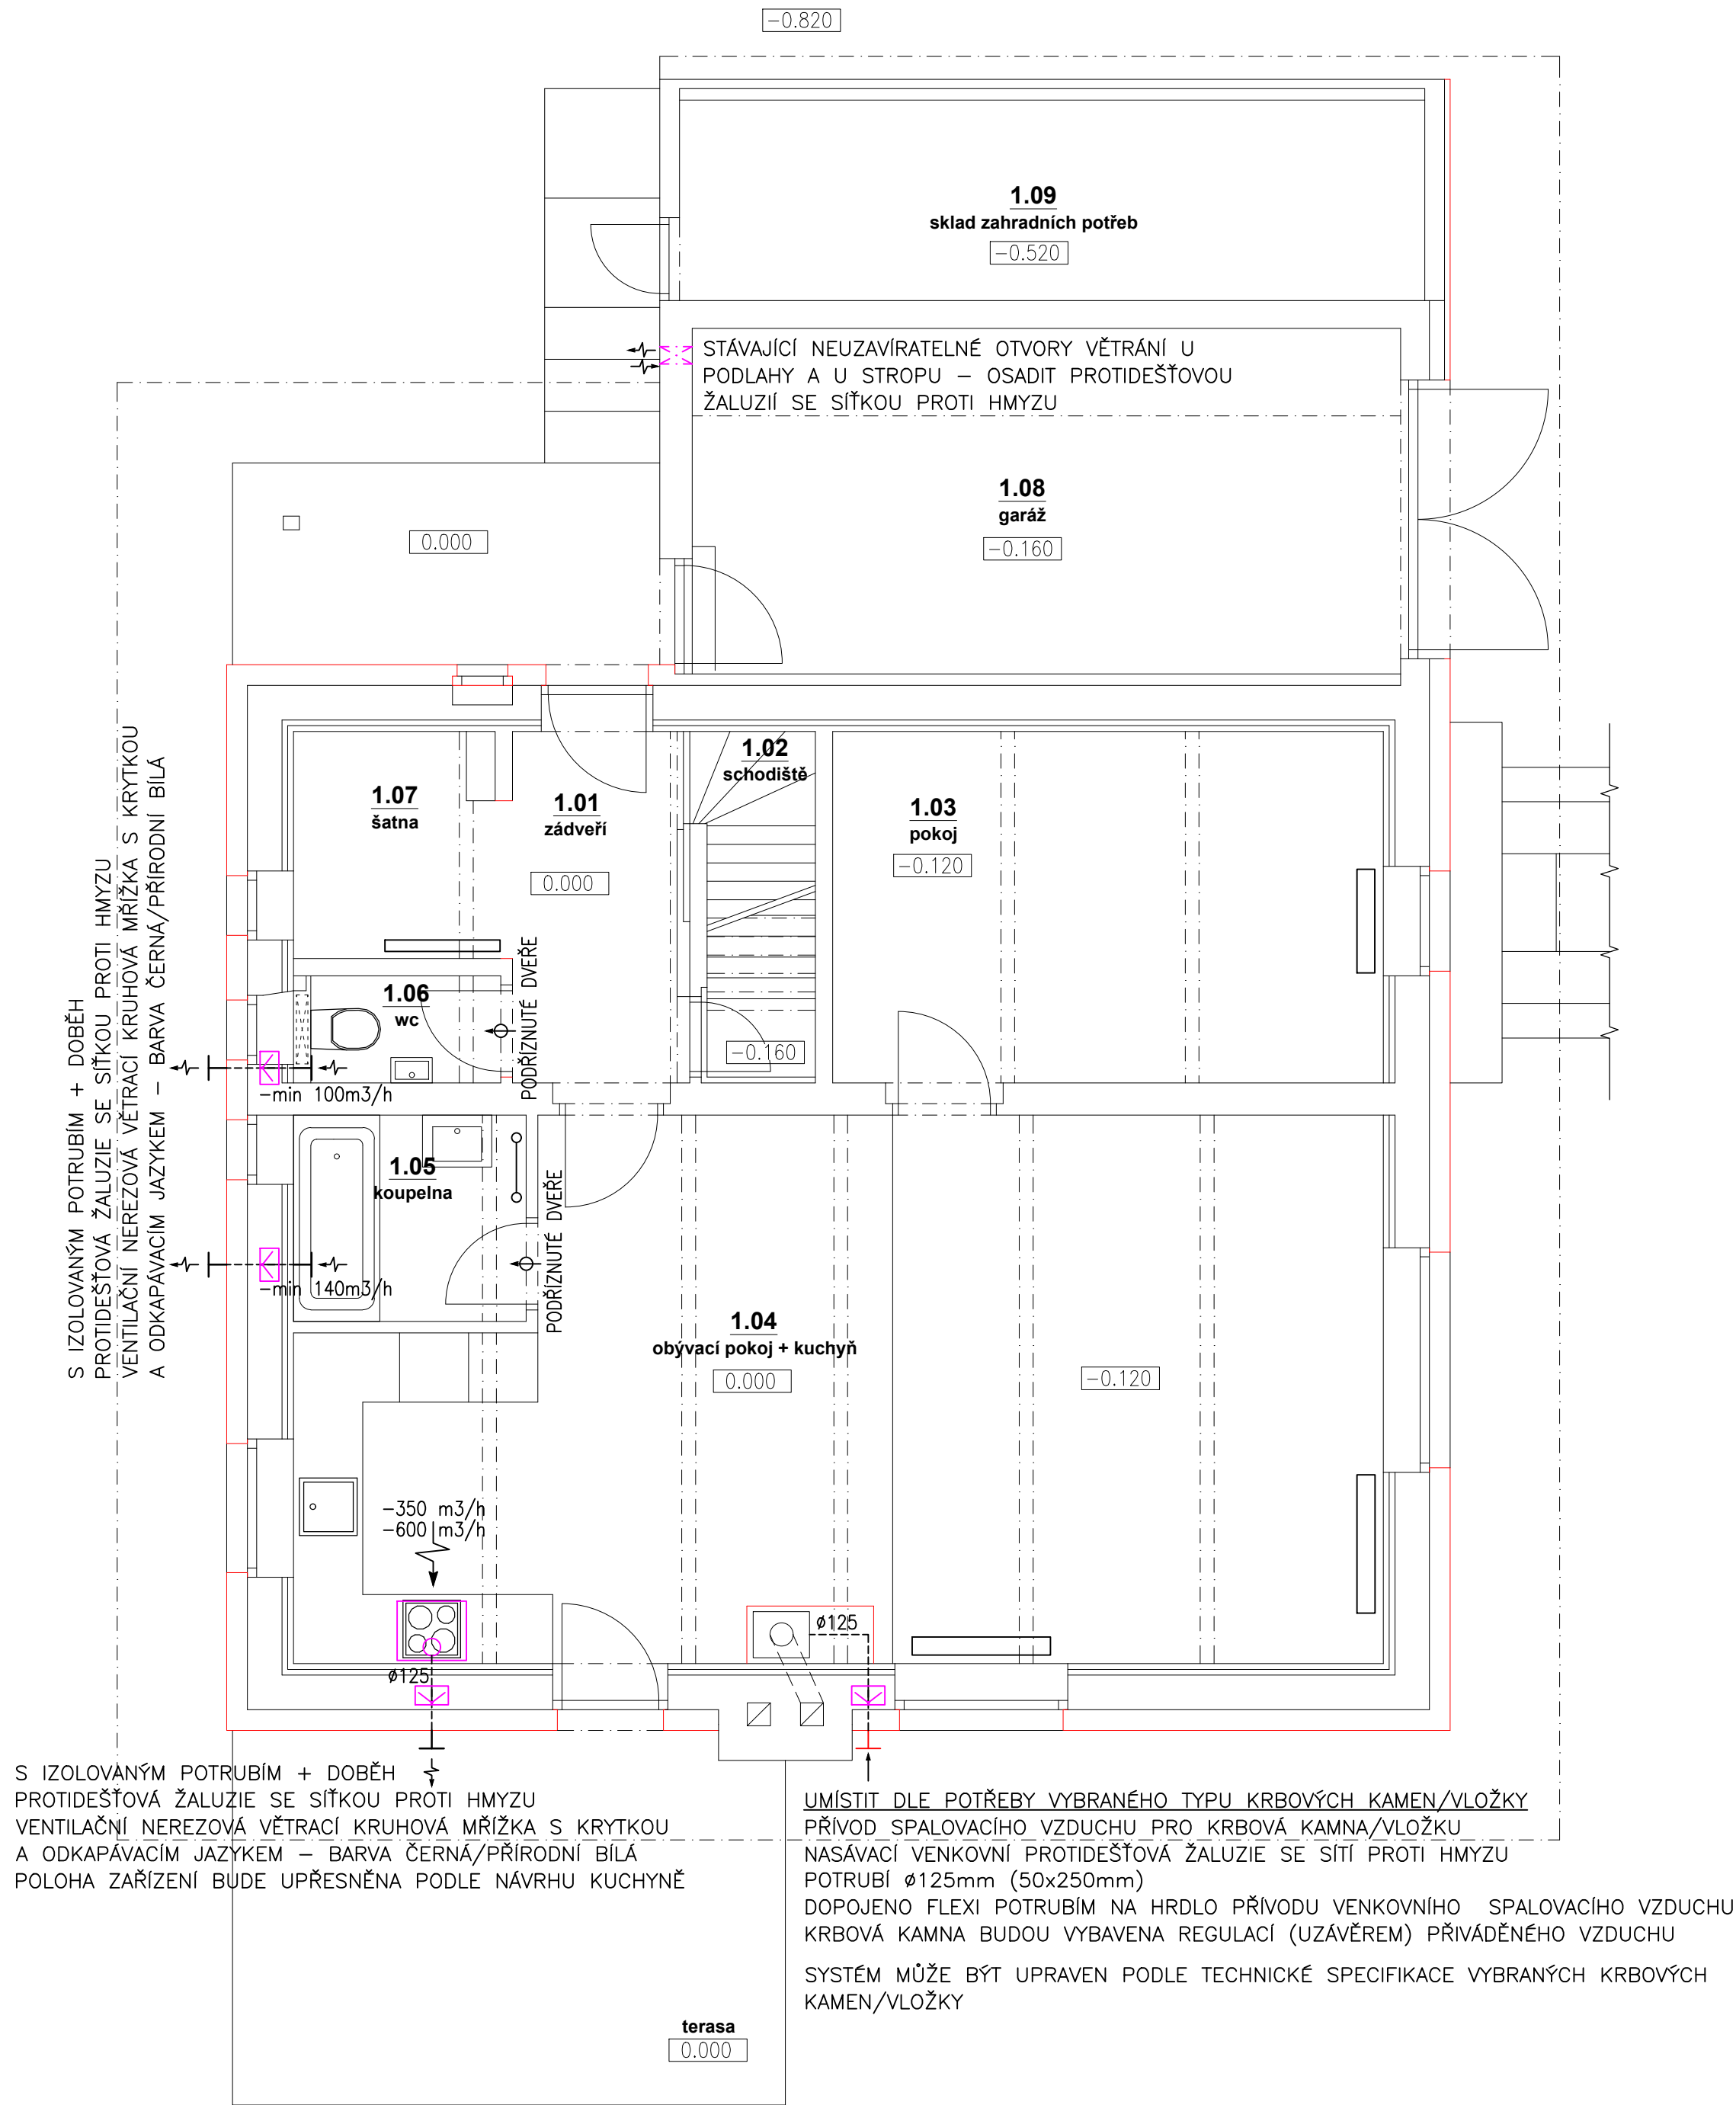 -0.820
1.09
sklad zahradních potřeb
-0.520
STÁVAJÍCÍ NEUZAVÍRATELNÉ OTVORY VĚTRÁNÍ U
PODLAHY A U STROPU – OSADIT PROTIDEŠŤOVOU
ŽALUZIÍ SE SÍŤKOU PROTI HMYZU
1.08
garáž
-0.160
0.000
1.02
schodiště
1.07
šatna
1.01
zádveří
0.000
1.03
pokoj
-0.120
1.06
wc
PODŘÍZNUTÉ DVEŘE
-0.160
-min 100m3/h
S IZOLOVANÝM POTRUBÍM + DOBĚH
PROTIDEŠŤOVÁ ŽALUZIE SE SÍŤKOU PROTI HMYZU
VENTILAČNÍ NEREZOVÁ VĚTRACÍ KRUHOVÁ MŘÍŽKA S KRYTKOU
A ODKAPÁVACÍM JAZYKEM – BARVA ČERNÁ/PŘÍRODNÍ BÍLÁ
1.05
koupelna
PODŘÍZNUTÉ DVEŘE
-min 140m3/h
1.04
obývací pokoj + kuchyň
0.000
-0.120
-350 m3/h
-600 m3/h
ø125
ø125
S IZOLOVANÝM POTRUBÍM + DOBĚH
PROTIDEŠŤOVÁ ŽALUZIE SE SÍŤKOU PROTI HMYZU
VENTILAČNÍ NEREZOVÁ VĚTRACÍ KRUHOVÁ MŘÍŽKA S KRYTKOU
A ODKAPÁVACÍM JAZYKEM – BARVA ČERNÁ/PŘÍRODNÍ BÍLÁ
POLOHA ZAŘÍZENÍ BUDE UPŘESNĚNA PODLE NÁVRHU KUCHYNĚ
UMÍSTIT DLE POTŘEBY VYBRANÉHO TYPU KRBOVÝCH KAMEN/VLOŽKY
PŘÍVOD SPALOVACÍHO VZDUCHU PRO KRBOVÁ KAMNA/VLOŽKU
NASÁVACÍ VENKOVNÍ PROTIDEŠŤOVÁ ŽALUZIE SE SÍTÍ PROTI HMYZU
POTRUBÍ ø125mm (50x250mm)
DOPOJENO FLEXI POTRUBÍM NA HRDLO PŘÍVODU VENKOVNÍHO SPALOVACÍHO VZDUCHU
KRBOVÁ KAMNA BUDOU VYBAVENA REGULACÍ (UZÁVĚREM) PŘIVÁDĚNÉHO VZDUCHU
SYSTÉM MŮŽE BÝT UPRAVEN PODLE TECHNICKÉ SPECIFIKACE VYBRANÝCH KRBOVÝCH
KAMEN/VLOŽKY
terasa
0.000